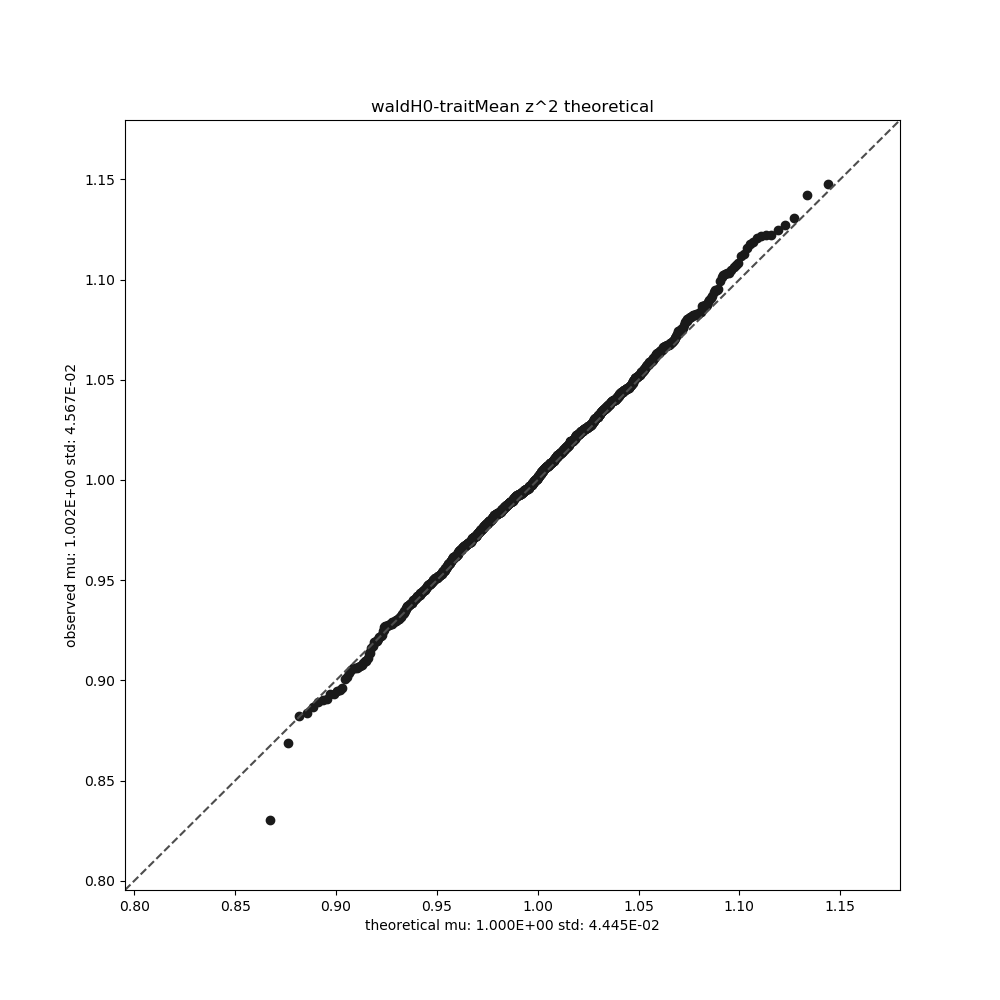 waldH0-traitMean z^2 theoretical
1.15
1.10
1.05
1.00
0.95
0.90
0.85
0.80
observed mu: 1.002E+00 std: 4.567E-02
0.80 0.85 0.90 0.95 1.00 1.05 1.10 1.15
theoretical mu: 1.000E+00 std: 4.445E-02